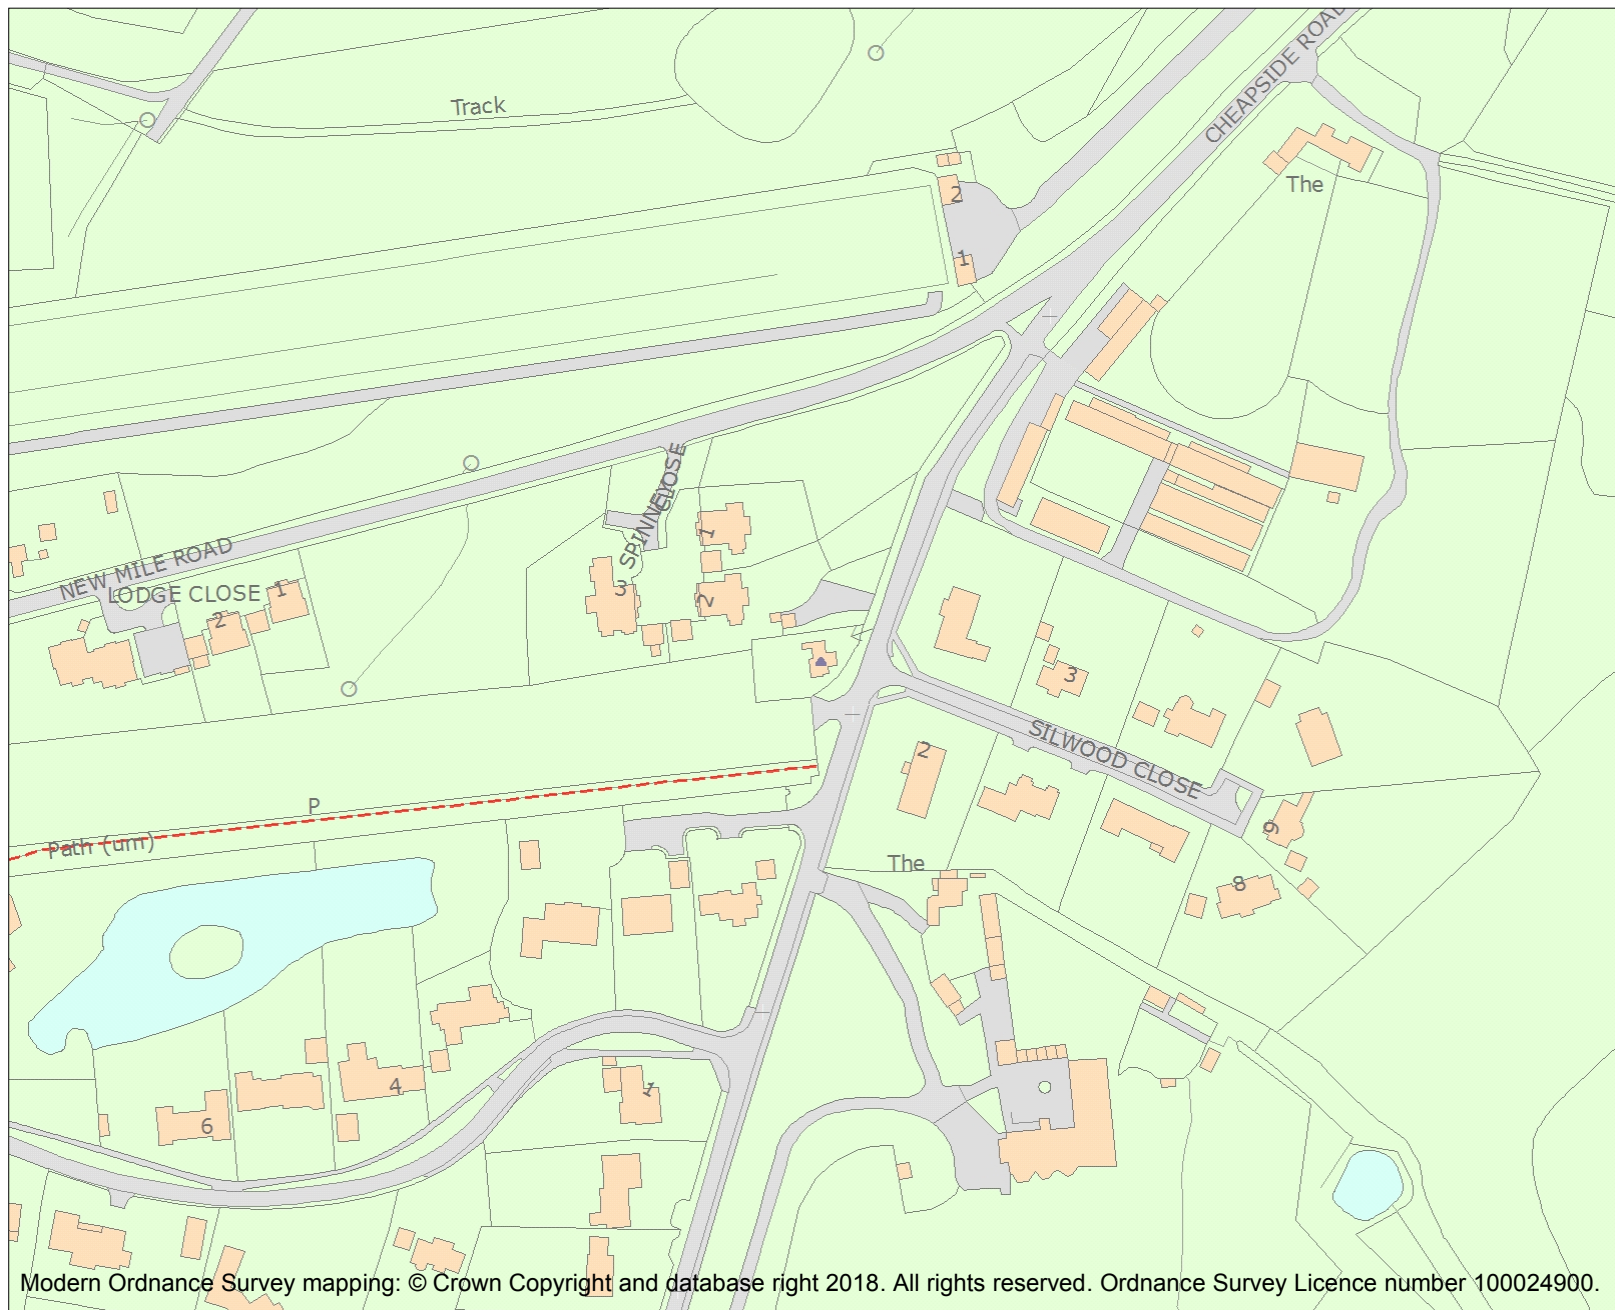 CHEAPSIDE ROAD
Track
The
2
1
SPINNEY CLOSE
1
3
2
NEW MILE ROAD
LODGE CLOSE
1
2
3
SILWOOD CLOSE
2
P
Path (um)
The
9
8
4
6
1
Modern Ordnance Survey mapping: © Crown Copyright and database right 2018. All rights reserved. Ordnance Survey Licence number 100024900.